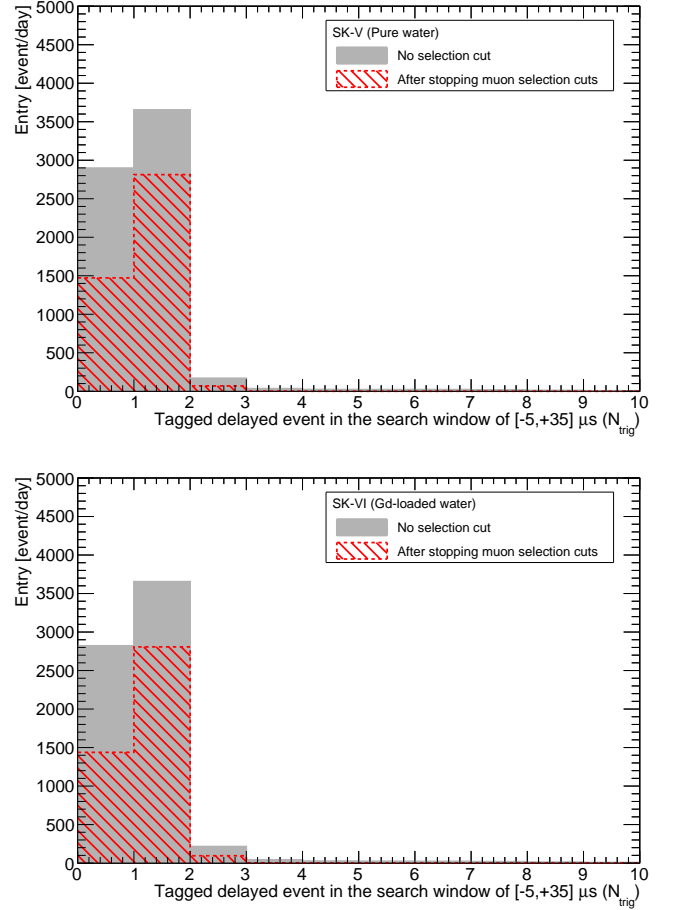 5000
4500
4000
3500
3000
2500
2000
1500
1000
500
0
Entry [event/day]
SK-V (Pure water)
No selection cut
After stopping muon selection cuts
0 1 2 3 4 5 6 7 8 9 10
Tagged delayed event in the search window of [-5,+35] μs (N_trig)
5000
4500
4000
3500
3000
2500
2000
1500
1000
500
0
Entry [event/day]
SK-VI (Gd-loaded water)
No selection cut
After stopping muon selection cuts
0 1 2 3 4 5 6 7 8 9 10
Tagged delayed event in the search window of [-5,+35] μs (N_trig)